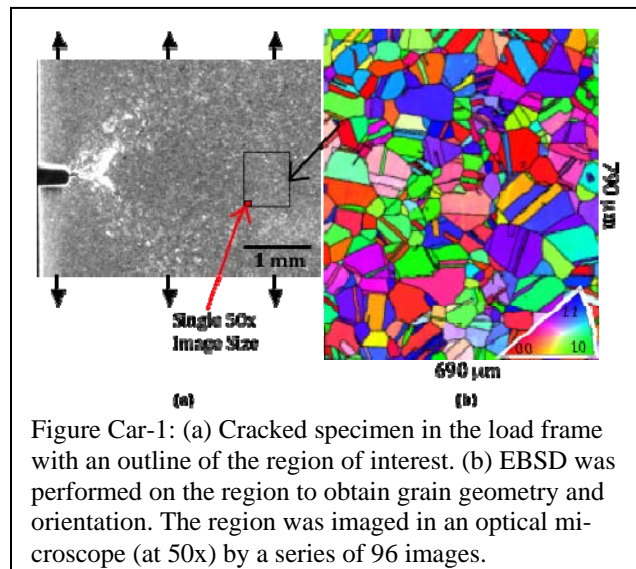 1 mm
790 μm
Single 50x
Image Size
690 μm
(a)
(b)
Figure Car-1: (a) Cracked specimen in the load frame
with an outline of the region of interest. (b) EBSD was
performed on the region to obtain grain geometry and
orientation. The region was imaged in an optical mi-
croscope (at 50x) by a series of 96 images.